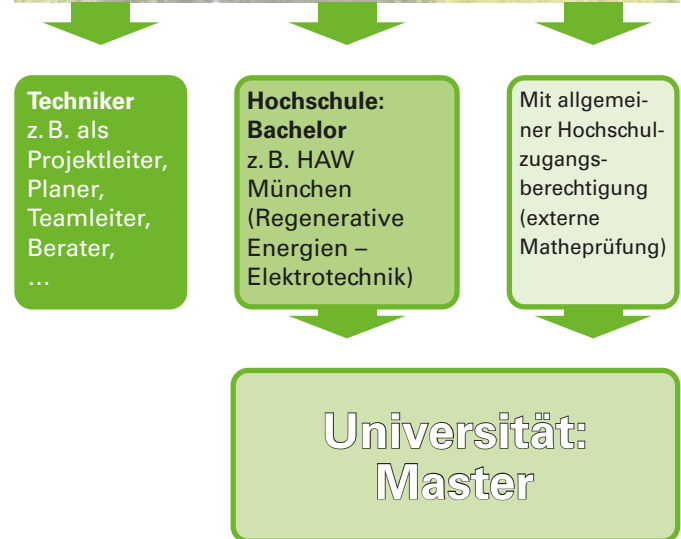 Techniker
z. B. als
Projektleiter,
Planer,
Teamleiter,
Berater,
…
Hochschule:
Bachelor
z. B. HAW
München
(Regenerative
Energien –
Elektrotechnik)
Mit allgemei-
ner Hochschul-
zugangs-
berechtigung
(externe
Matheprüfung)
Universität:
Master